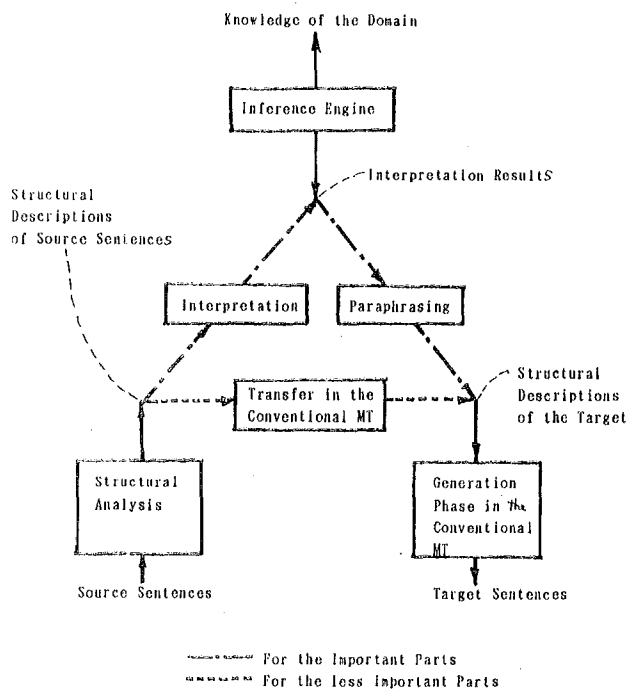 Knowledge of the Domain
Inference Engine
Interpretation Results
Structural
Descriptions
of Source Sentences
Interpretation
Paraphrasing
Transfer in the
Conventional MT
Structural
Descriptions
of the Target
Structural
Analysis
Generation
Phase in the
Conventional
MT
Source Sentences
Target Sentences
For the Important Parts
For the less Important Parts